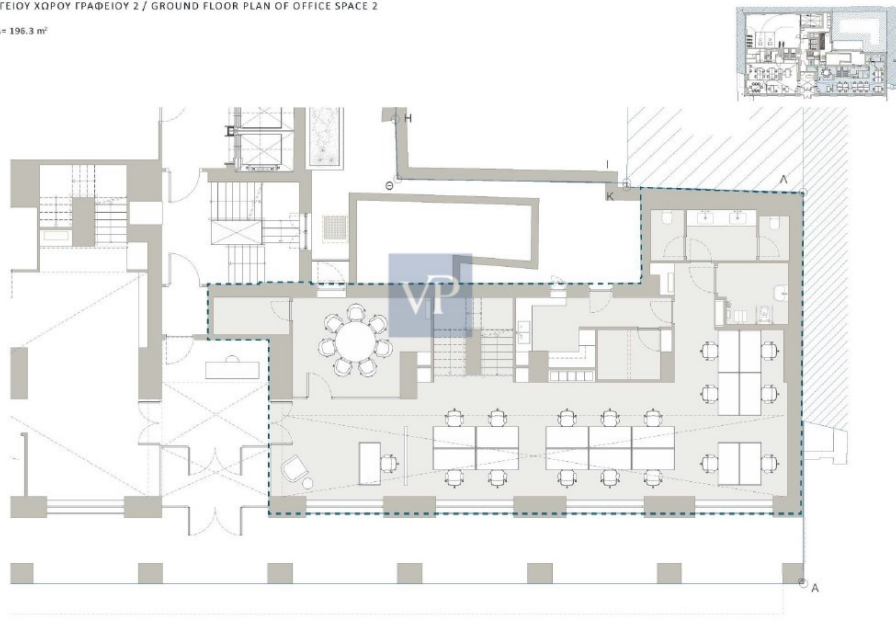 ΓΕΙΟΥ ΧΩΡΟΥ ΓΡΑΦΕΙΟΥ 2 / GROUND FLOOR PLAN OF OFFICE SPACE 2
= 196.3 m²
H
Θ
I
K
Λ
VP
A